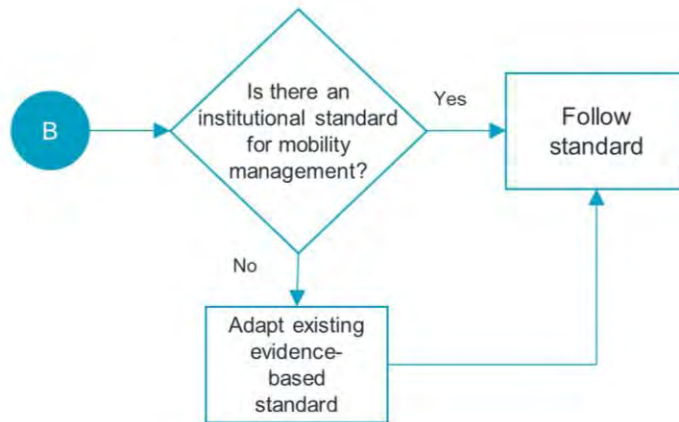 B
Is there an
institutional standard
for mobility
management?
Yes
Follow
standard
No
Adapt existing
evidence-
based
standard